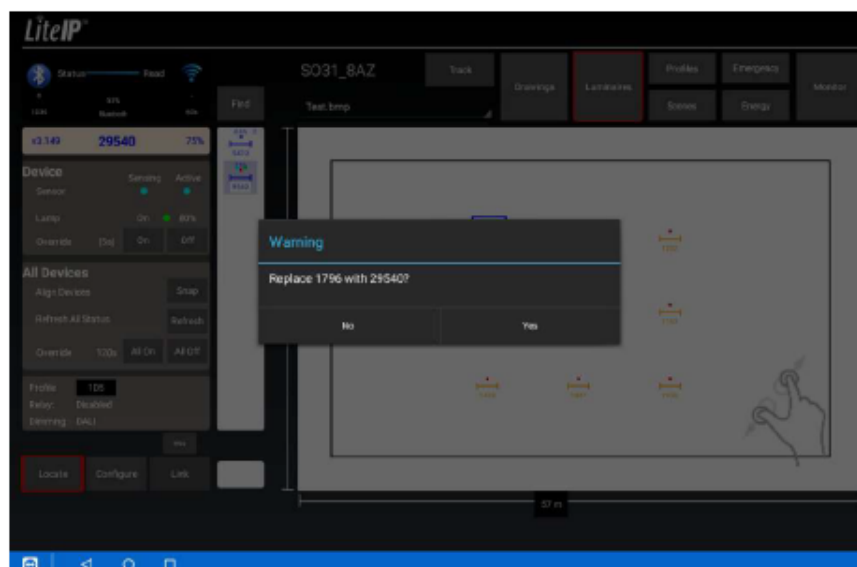 LiteIP
Status Read
53%
Bluetooth
SO31_8AZ
Track
Find
Test.bmp
Drawings
Luminaires
Profiles
Emergency
Scenes
Energy
Monitor
v3.149 29540 75%
Device
Sensing Active
Sensor
Lamp On 80%
Override On Off
All Devices
Align Devices Snap
Refresh All Status Refresh
Override 120s All On All Off
Profile
Relay: Disabled
Dimming: DALI
Locate Configure Link
Warning
Replace 1796 with 29540?
No Yes
57 m